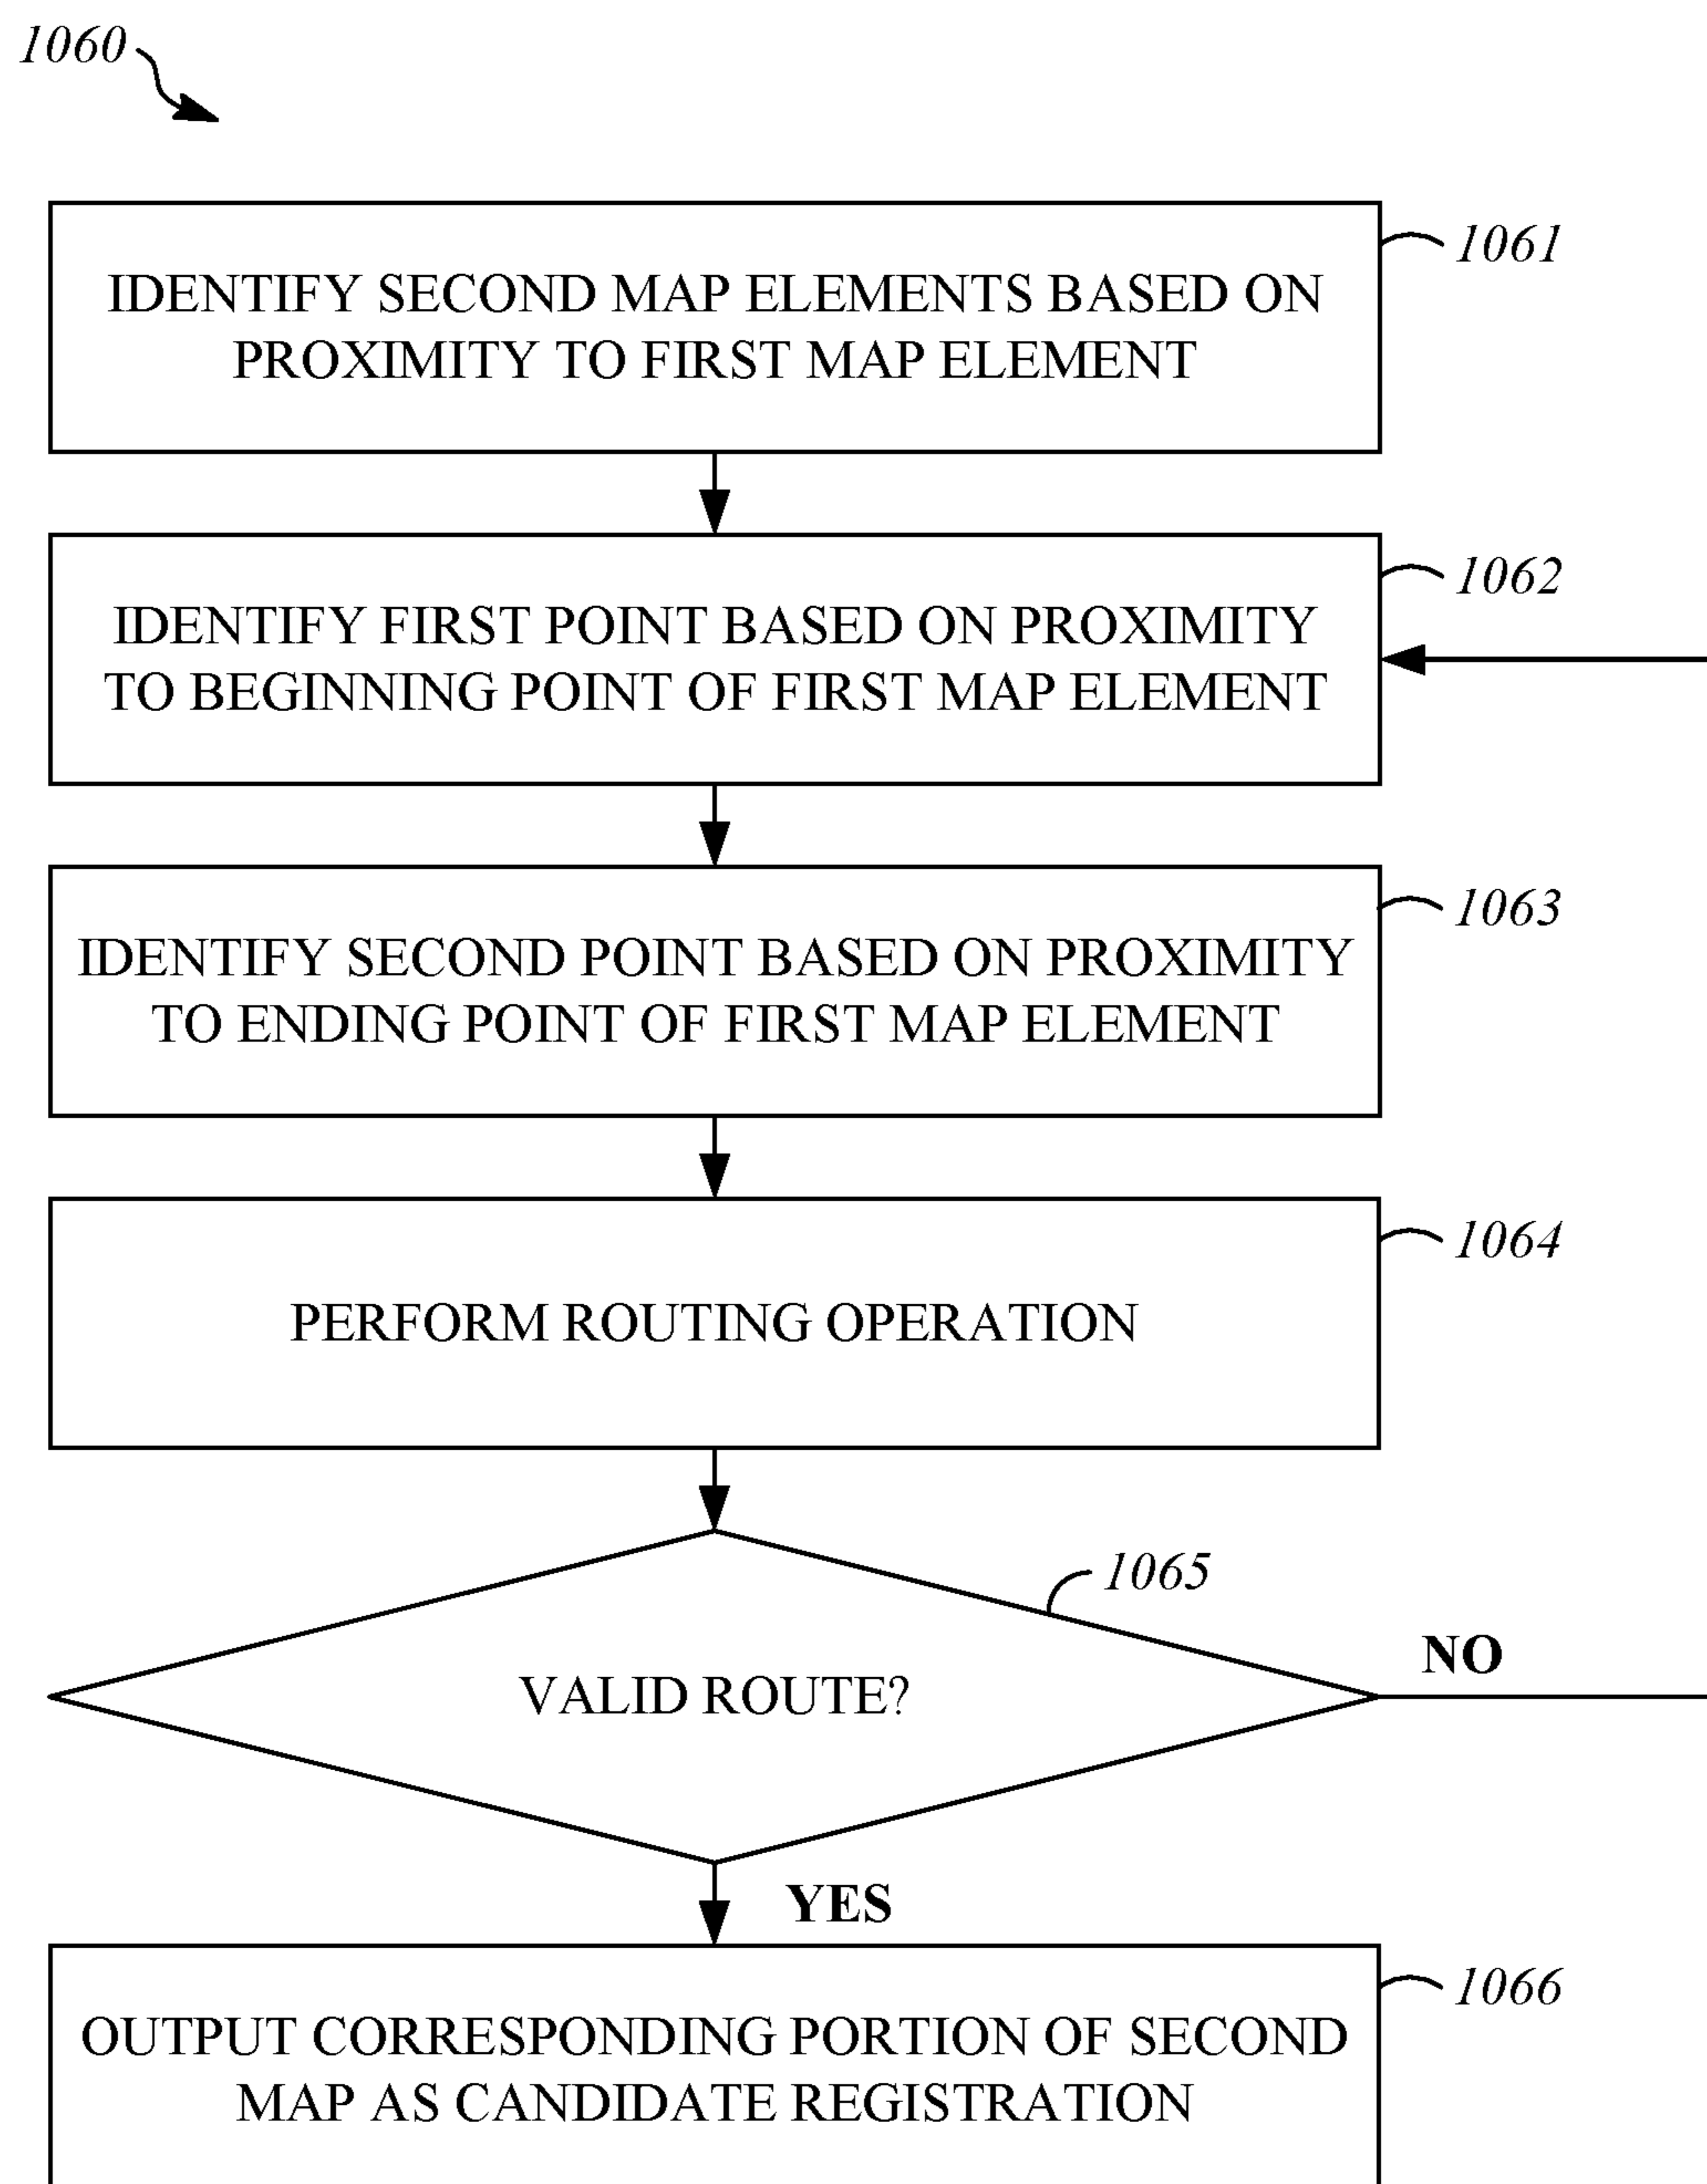 1060
1061
IDENTIFY SECOND MAP ELEMENTS BASED ON
PROXIMITY TO FIRST MAP ELEMENT
1062
IDENTIFY FIRST POINT BASED ON PROXIMITY
TO BEGINNING POINT OF FIRST MAP ELEMENT
1063
IDENTIFY SECOND POINT BASED ON PROXIMITY
TO ENDING POINT OF FIRST MAP ELEMENT
1064
PERFORM ROUTING OPERATION
1065
NO
VALID ROUTE?
YES
1066
OUTPUT CORRESPONDING PORTION OF SECOND
MAP AS CANDIDATE REGISTRATION